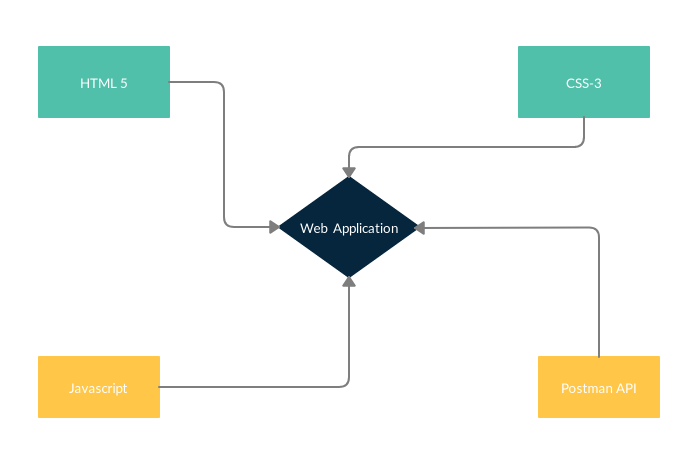 HTML 5
CSS-3
Web Application
Javascript
Postman API